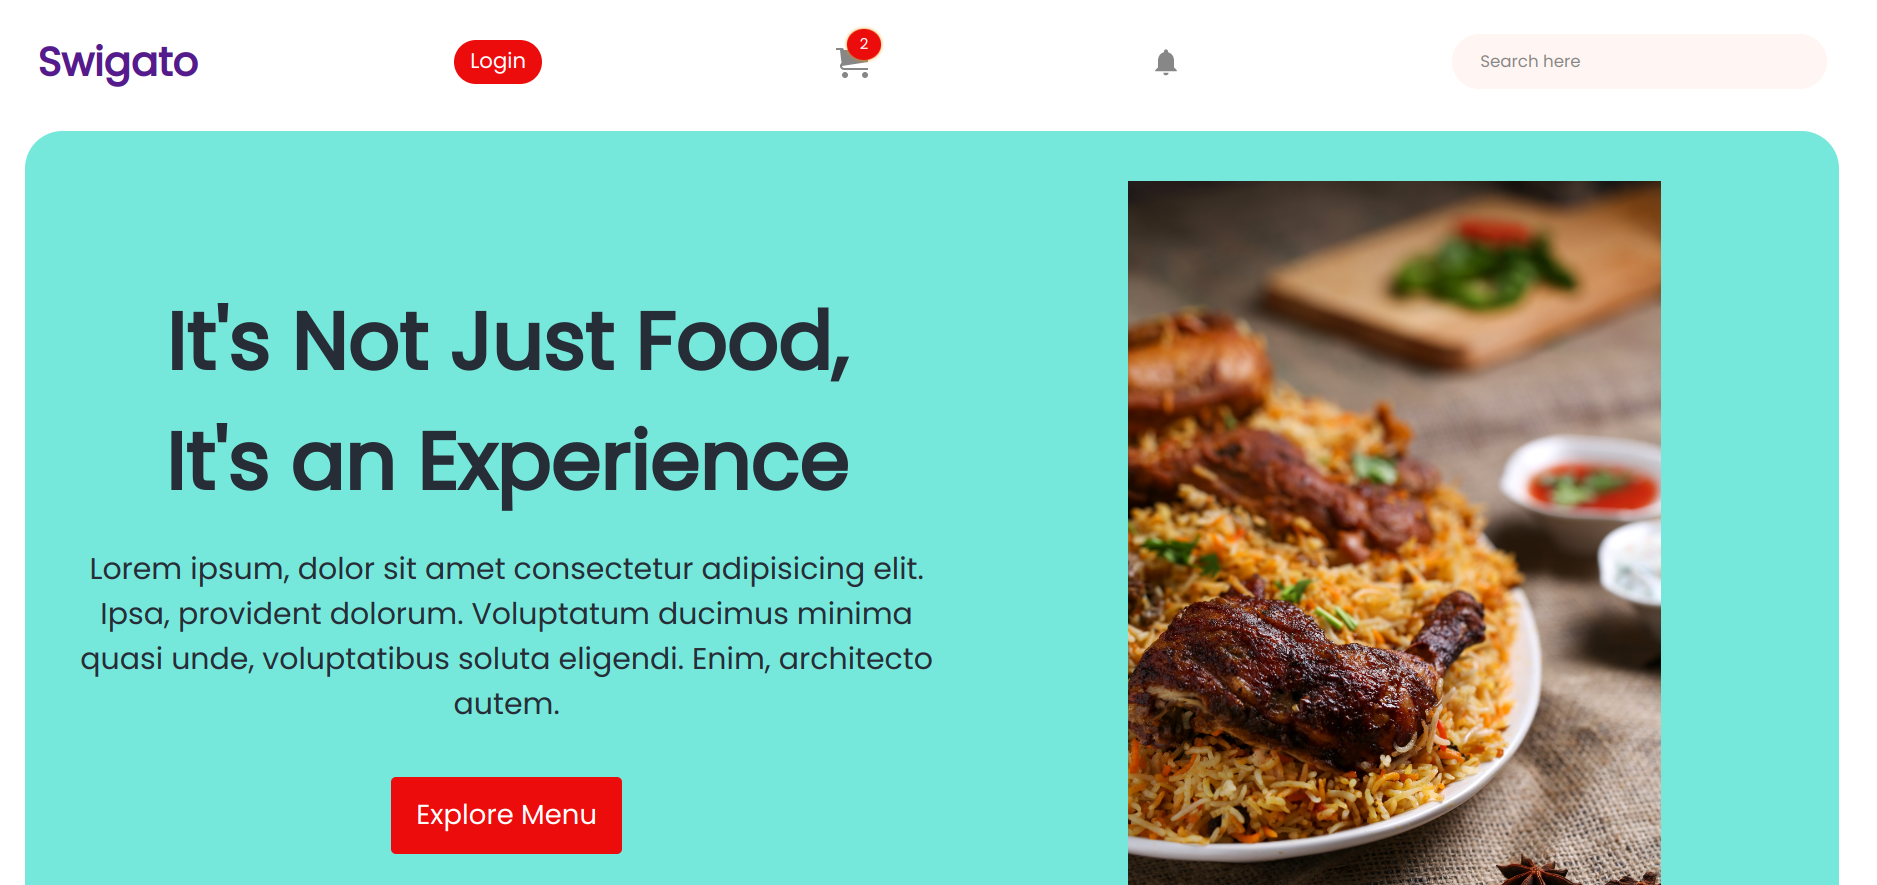 Swigato
Login
2
Search here
It's Not Just Food,
It's an Experience
Lorem ipsum, dolor sit amet consectetur adipisicing elit.
Ipsa, provident dolorum. Voluptatum ducimus minima
quasi unde, voluptatibus soluta eligendi. Enim, architecto
autem.
Explore Menu